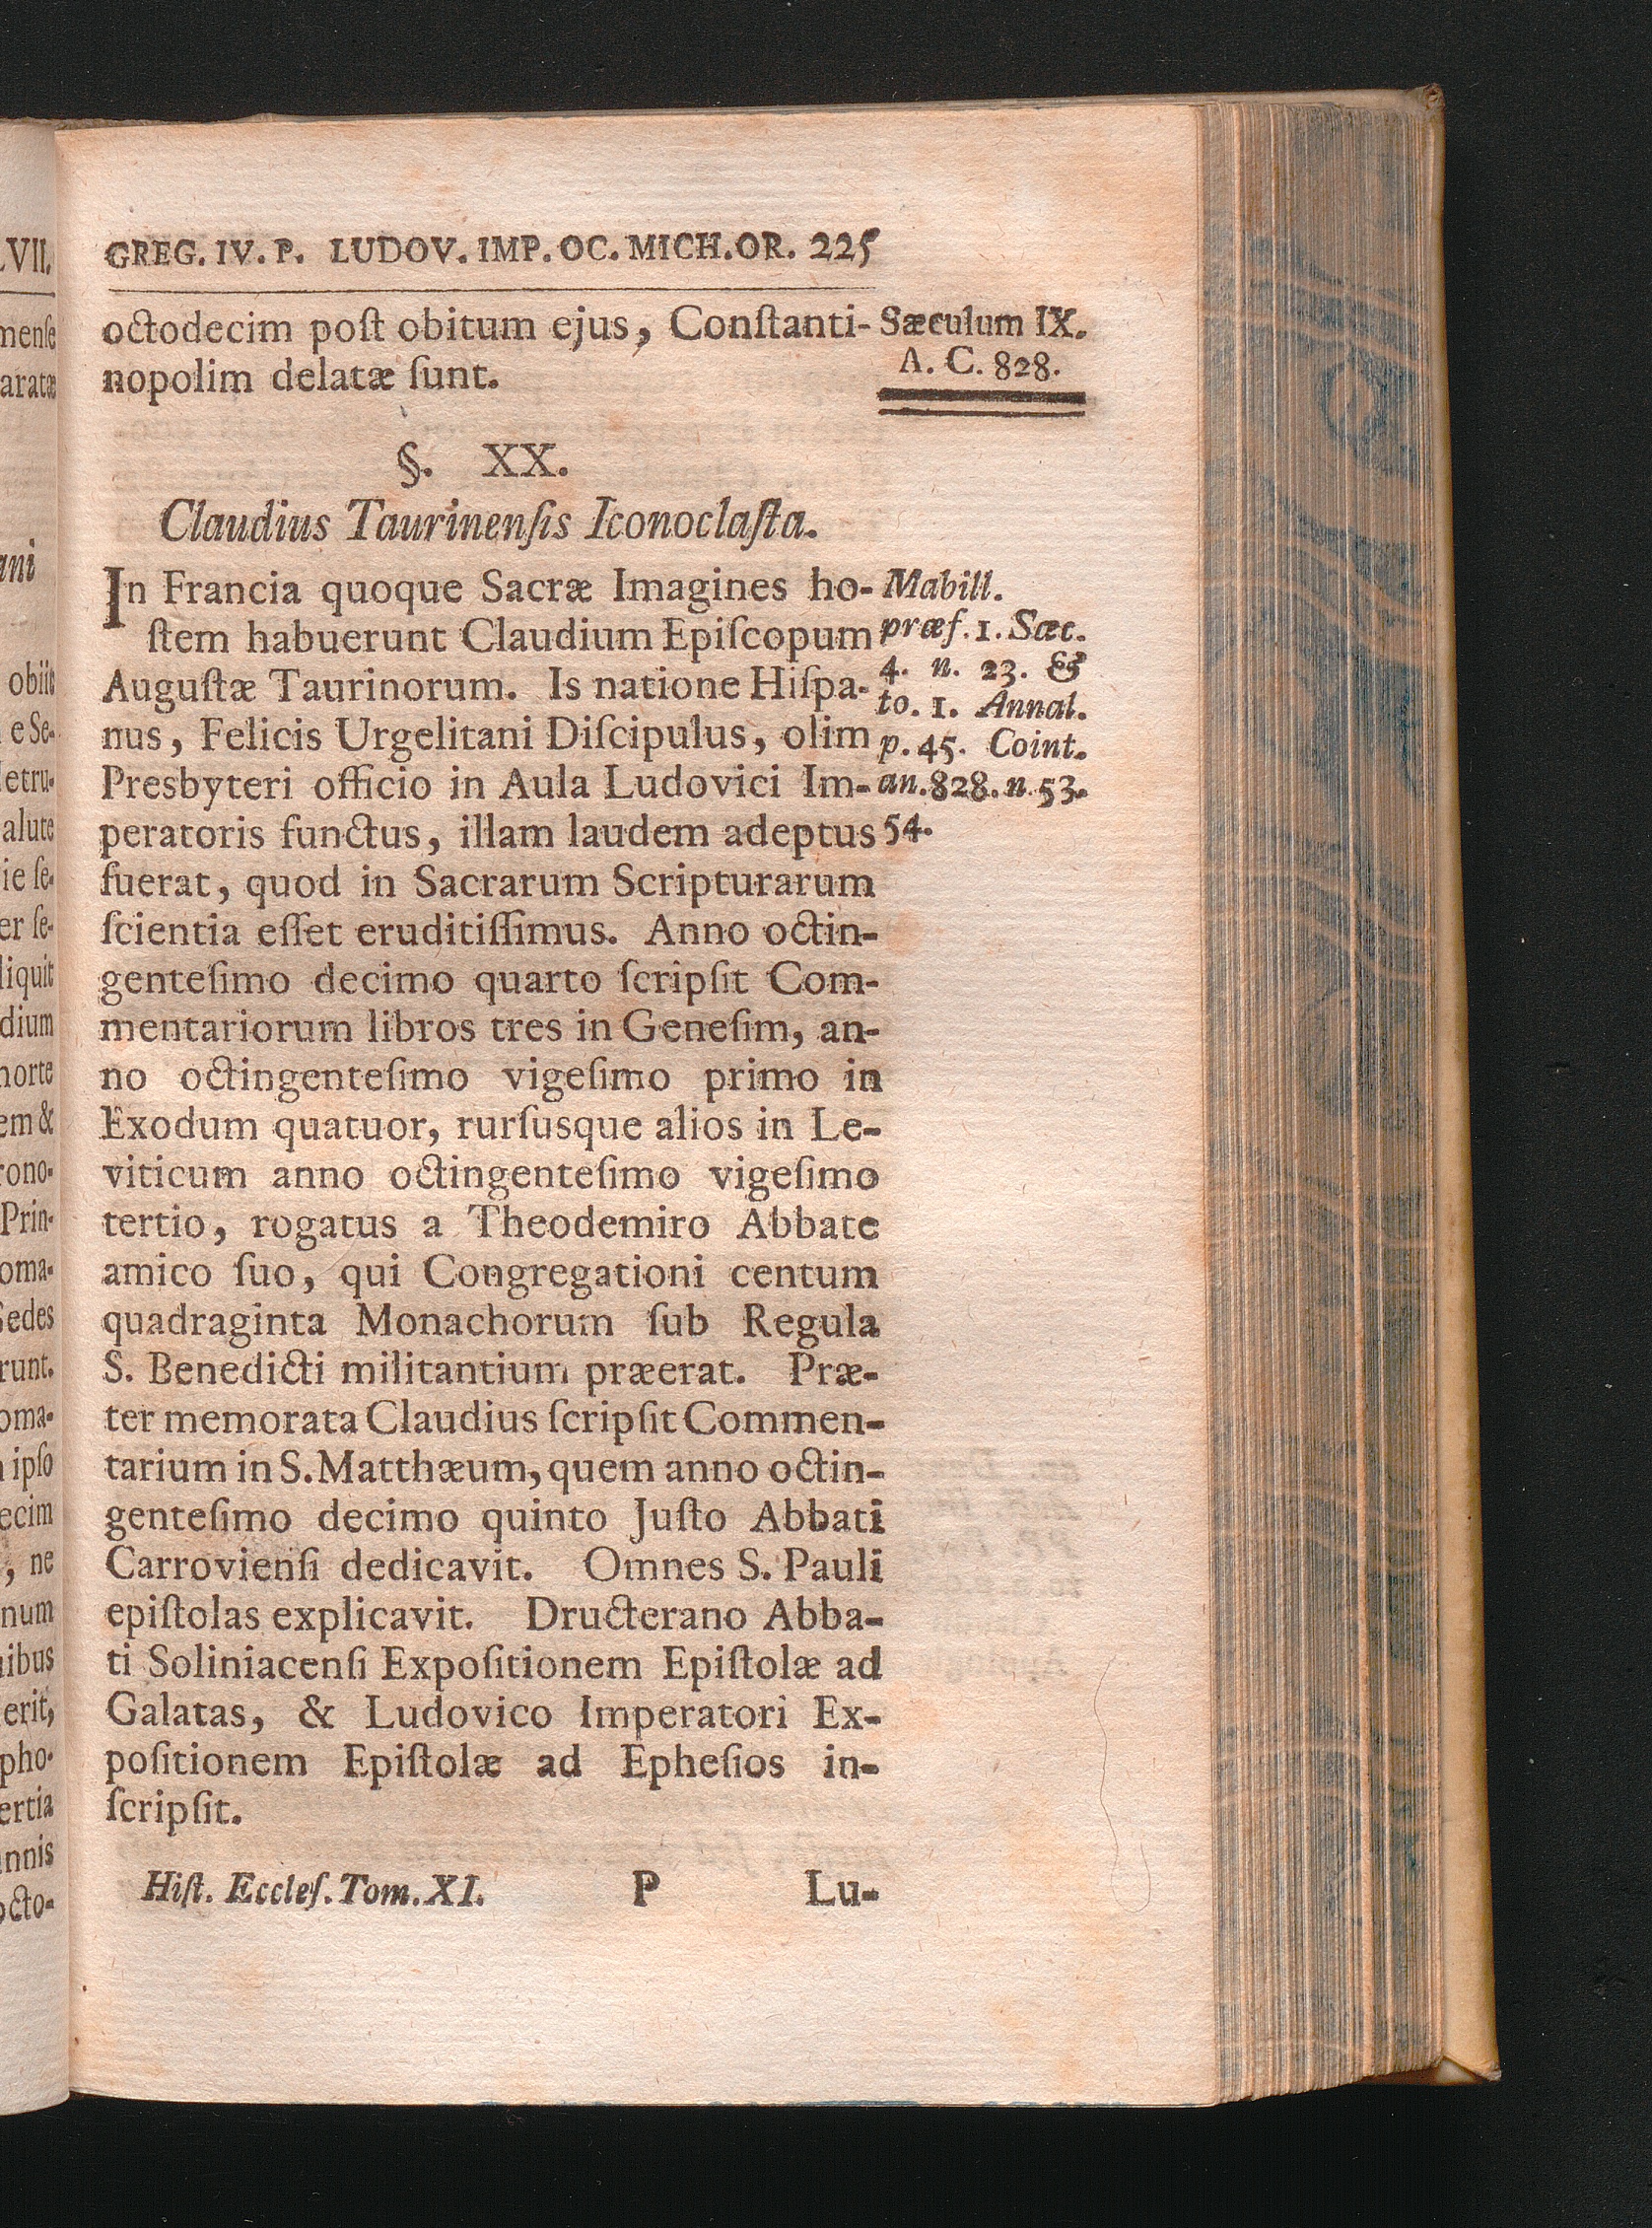 GREG. IV. P. LUDOV. IMP. OC. MICH. OR. 225
octodecim poſt obitum ejus, Conſtanti-
nopolim delatæ ſunt.
Sæculum IX.
A. C. 828.
§. XX.
Claudius Taurinenſis Iconoclaſta.
In Francia quoque Sacræ Imagines ho-
ſtem habuerunt Claudium Epiſcopum
Auguſtæ Taurinorum. Is natione Hiſpa-
nus, Felicis Urgelitani Diſcipulus, olim
Presbyteri officio in Aula Ludovici Im-
peratoris functus, illam laudem adeptus
fuerat, quod in Sacrarum Scripturarum
ſcientia eſſet eruditiſſimus. Anno octin-
genteſimo decimo quarto ſcripſit Com-
mentariorum libros tres in Geneſim, an-
no octingenteſimo vigeſimo primo in
Exodum quatuor, rurſusque alios in Le-
viticum anno octingenteſimo vigeſimo
tertio, rogatus a Theodemiro Abbate
amico ſuo, qui Congregationi centum
quadraginta Monachorum ſub Regula
S. Benedicti militantium præerat. Præ-
ter memorata Claudius ſcripſit Commen-
tarium in S. Matthæum, quem anno octin-
genteſimo decimo quinto Juſto Abbati
Carrovienſi dedicavit. Omnes S. Pauli
epiſtolas explicavit. Dructerano Abba-
ti Soliniacenſi Expoſitionem Epiſtolæ ad
Galatas, & Ludovico Imperatori Ex-
poſitionem Epiſtolæ ad Epheſios in-
ſcripſit.
Mabill.
præf. 1. Sæc.
4. n. 23. &
to. 1. Annal.
p. 45. Coint.
an. 828. n. 53.
54.
Hiſt. Eccleſ. Tom. XI. P Lu-